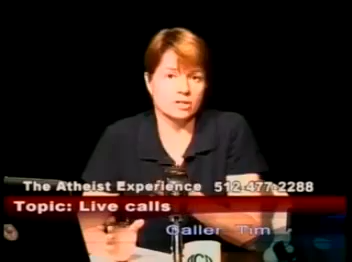 The Atheist Experience 512-477-2288
Topic: Live calls
Caller Tim